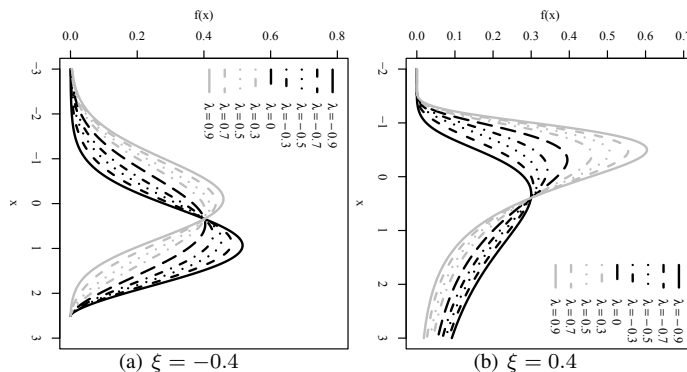 f(x)
0.0 0.2 0.4 0.6 0.8
−3 −2 −1 0 1 2 3
x
λ = −0.9
λ = −0.7
λ = −0.5
λ = −0.3
λ = 0
λ = 0.3
λ = 0.5
λ = 0.7
λ = 0.9
(a) ξ = −0.4
f(x)
0.0 0.1 0.2 0.3 0.4 0.5 0.6 0.7
−2 −1 0 1 2 3
x
λ = −0.9
λ = −0.7
λ = −0.5
λ = −0.3
λ = 0
λ = 0.3
λ = 0.5
λ = 0.7
λ = 0.9
(b) ξ = 0.4